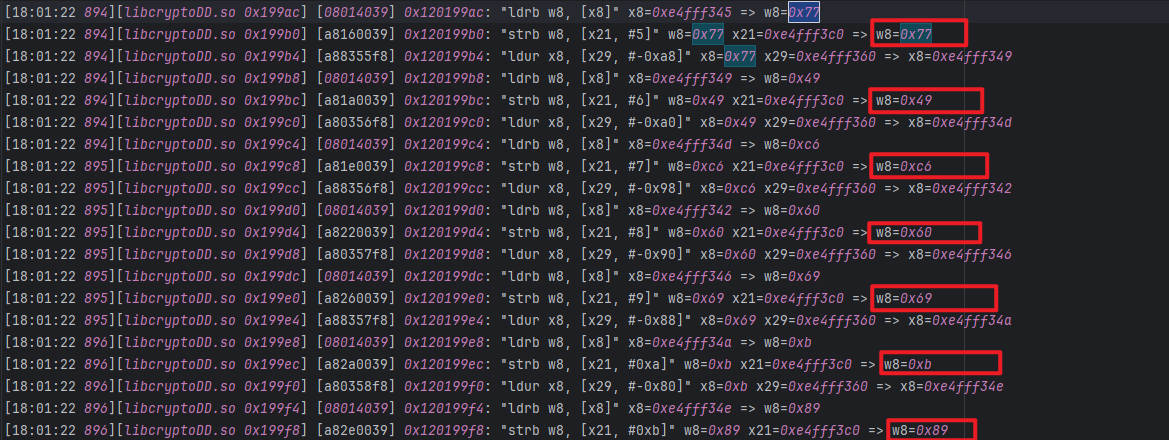 [18:01:22 894][libcryptoDD.so 0x199ac] [08014039] 0x120199ac: "ldrb w8, [x8]" x8=0xe4fff345 => w8=0x77
[18:01:22 894][libcryptoDD.so 0x199b0] [a8160039] 0x120199b0: "strb w8, [x21, #5]" w8=0x77 x21=0xe4fff3c0 => w8=0x77
[18:01:22 894][libcryptoDD.so 0x199b4] [a88355f8] 0x120199b4: "ldur x8, [x29, #-0xa8]" x8=0x77 x29=0xe4fff360 => x8=0xe4fff349
[18:01:22 894][libcryptoDD.so 0x199b8] [08014039] 0x120199b8: "ldrb w8, [x8]" x8=0xe4fff349 => w8=0x49
[18:01:22 894][libcryptoDD.so 0x199bc] [a81a0039] 0x120199bc: "strb w8, [x21, #6]" w8=0x49 x21=0xe4fff3c0 => w8=0x49
[18:01:22 894][libcryptoDD.so 0x199c0] [a80356f8] 0x120199c0: "ldur x8, [x29, #-0xa0]" x8=0x49 x29=0xe4fff360 => x8=0xe4fff34d
[18:01:22 894][libcryptoDD.so 0x199c4] [08014039] 0x120199c4: "ldrb w8, [x8]" x8=0xe4fff34d => w8=0xc6
[18:01:22 895][libcryptoDD.so 0x199c8] [a81e0039] 0x120199c8: "strb w8, [x21, #7]" w8=0xc6 x21=0xe4fff3c0 => w8=0xc6
[18:01:22 895][libcryptoDD.so 0x199cc] [a88356f8] 0x120199cc: "ldur x8, [x29, #-0x98]" x8=0xc6 x29=0xe4fff360 => x8=0xe4fff342
[18:01:22 895][libcryptoDD.so 0x199d0] [08014039] 0x120199d0: "ldrb w8, [x8]" x8=0xe4fff342 => w8=0x60
[18:01:22 895][libcryptoDD.so 0x199d4] [a8220039] 0x120199d4: "strb w8, [x21, #8]" w8=0x60 x21=0xe4fff3c0 => w8=0x60
[18:01:22 895][libcryptoDD.so 0x199d8] [a80357f8] 0x120199d8: "ldur x8, [x29, #-0x90]" x8=0x60 x29=0xe4fff360 => x8=0xe4fff346
[18:01:22 895][libcryptoDD.so 0x199dc] [08014039] 0x120199dc: "ldrb w8, [x8]" x8=0xe4fff346 => w8=0x69
[18:01:22 895][libcryptoDD.so 0x199e0] [a8260039] 0x120199e0: "strb w8, [x21, #9]" w8=0x69 x21=0xe4fff3c0 => w8=0x69
[18:01:22 895][libcryptoDD.so 0x199e4] [a88357f8] 0x120199e4: "ldur x8, [x29, #-0x88]" x8=0x69 x29=0xe4fff360 => x8=0xe4fff34a
[18:01:22 896][libcryptoDD.so 0x199e8] [08014039] 0x120199e8: "ldrb w8, [x8]" x8=0xe4fff34a => w8=0xb
[18:01:22 896][libcryptoDD.so 0x199ec] [a82a0039] 0x120199ec: "strb w8, [x21, #0xa]" w8=0xb x21=0xe4fff3c0 => w8=0xb
[18:01:22 896][libcryptoDD.so 0x199f0] [a80358f8] 0x120199f0: "ldur x8, [x29, #-0x80]" x8=0xb x29=0xe4fff360 => x8=0xe4fff34e
[18:01:22 896][libcryptoDD.so 0x199f4] [08014039] 0x120199f4: "ldrb w8, [x8]" x8=0xe4fff34e => w8=0x89
[18:01:22 896][libcryptoDD.so 0x199f8] [a82e0039] 0x120199f8: "strb w8, [x21, #0xb]" w8=0x89 x21=0xe4fff3c0 => w8=0x89